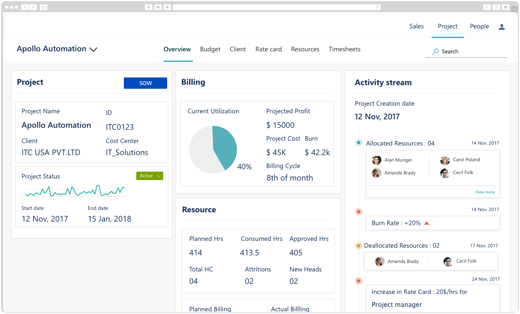 Sales Project People
Apollo Automation
Overview Budget Client Rate card Resources Timesheets
Search
Project
SOW
Project Name
Apollo Automation
ID
ITC0123
Client
ITC USA PVT.LTD
Cost Center
IT_Solutions
Project Status
Active
Start date
12 Nov, 2017
End date
15 Jan, 2018
Billing
Current Utilization
40%
Projected Profit
$ 15000
Project Cost Burn
$ 45K $ 42.2k
Billing Cycle
8th of month
Resource
Planned Hrs Consumed Hrs Approved Hrs
414 413.5 405
Total HC Attritions New Heads
04 02 02
Planned Billing Actual Billing
Activity stream
Project Creation date
12 Nov, 2017
Allocated Resources : 04 14 Nov, 2017
Alan Munger Carol Poland
Amanda Brady Cecil Folk
View more
14 Nov, 2017
Burn Rate : +20%
Deallocated Resources : 02 17 Nov, 2017
Amanda Brady Cecil Folk
24 Nov, 2017
Increase in Rate Card : 20$/hrs for
Project manager